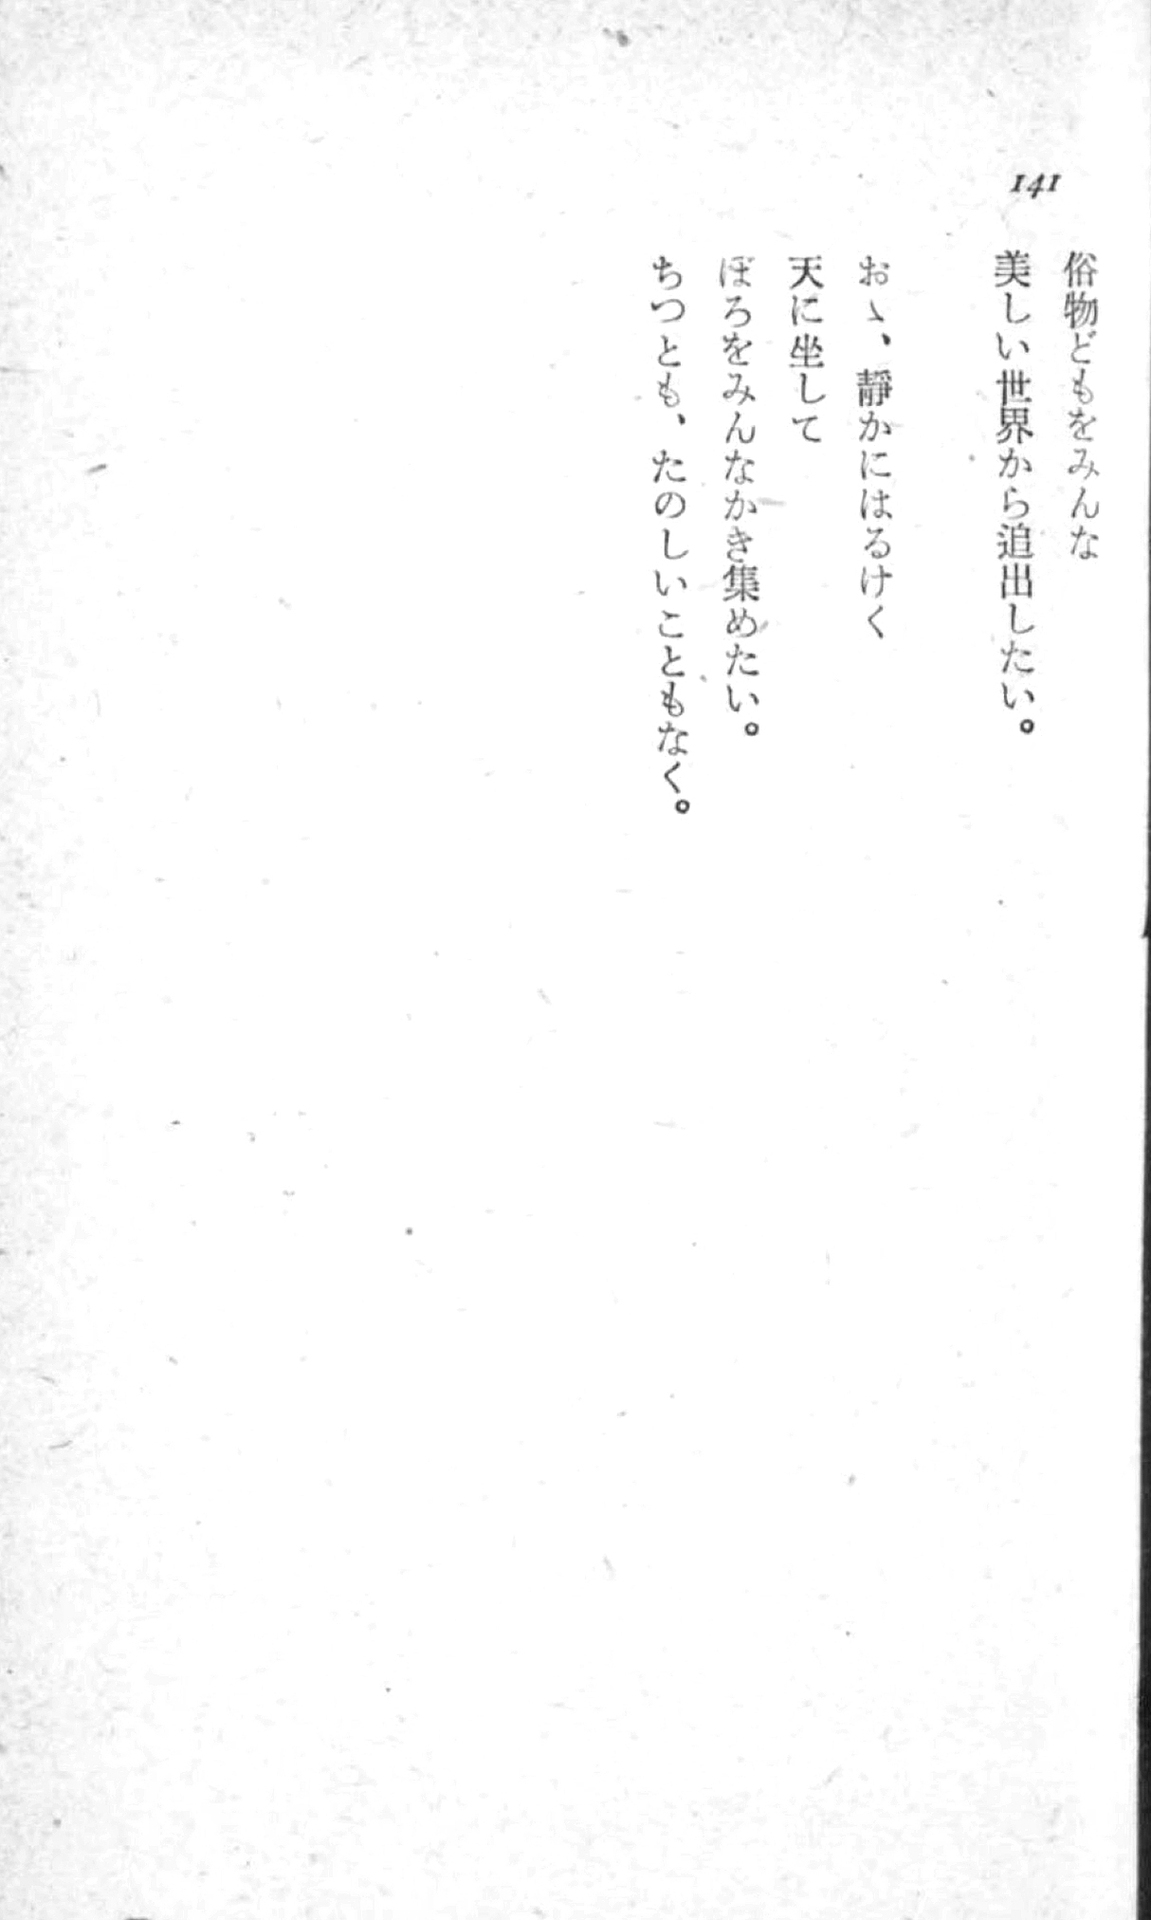 141
俗物どもをみんな
美しい世界から追出したい。
おゝ、靜かにはるけく
天に坐して
ぼろをみんなかき集めたい。
ちつとも、たのしいこともなく。